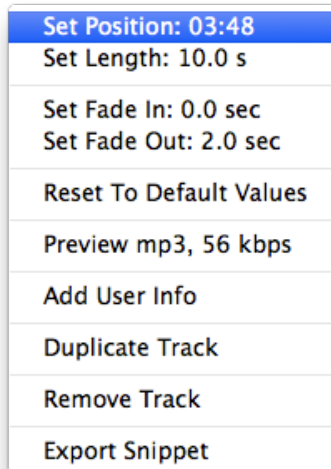 Set Position: 03:48
Set Length: 10.0 s
Set Fade In: 0.0 sec
Set Fade Out: 2.0 sec
Reset To Default Values
Preview mp3, 56 kbps
Add User Info
Duplicate Track
Remove Track
Export Snippet